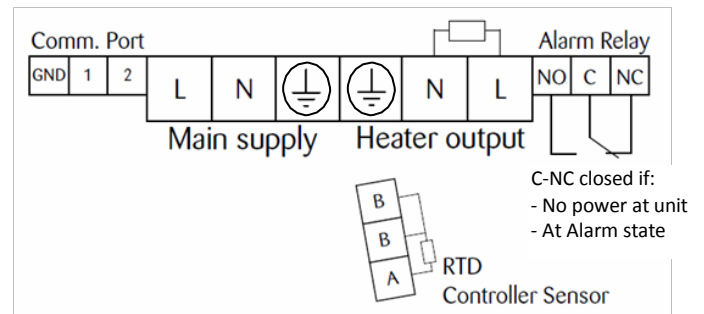 Comm. Port
Alarm Relay
GND 1 2 L N N L NO C NC
Main supply
Heater output
C-NC closed if:
- No power at unit
- At Alarm state
B
B
A
RTD
Controller Sensor